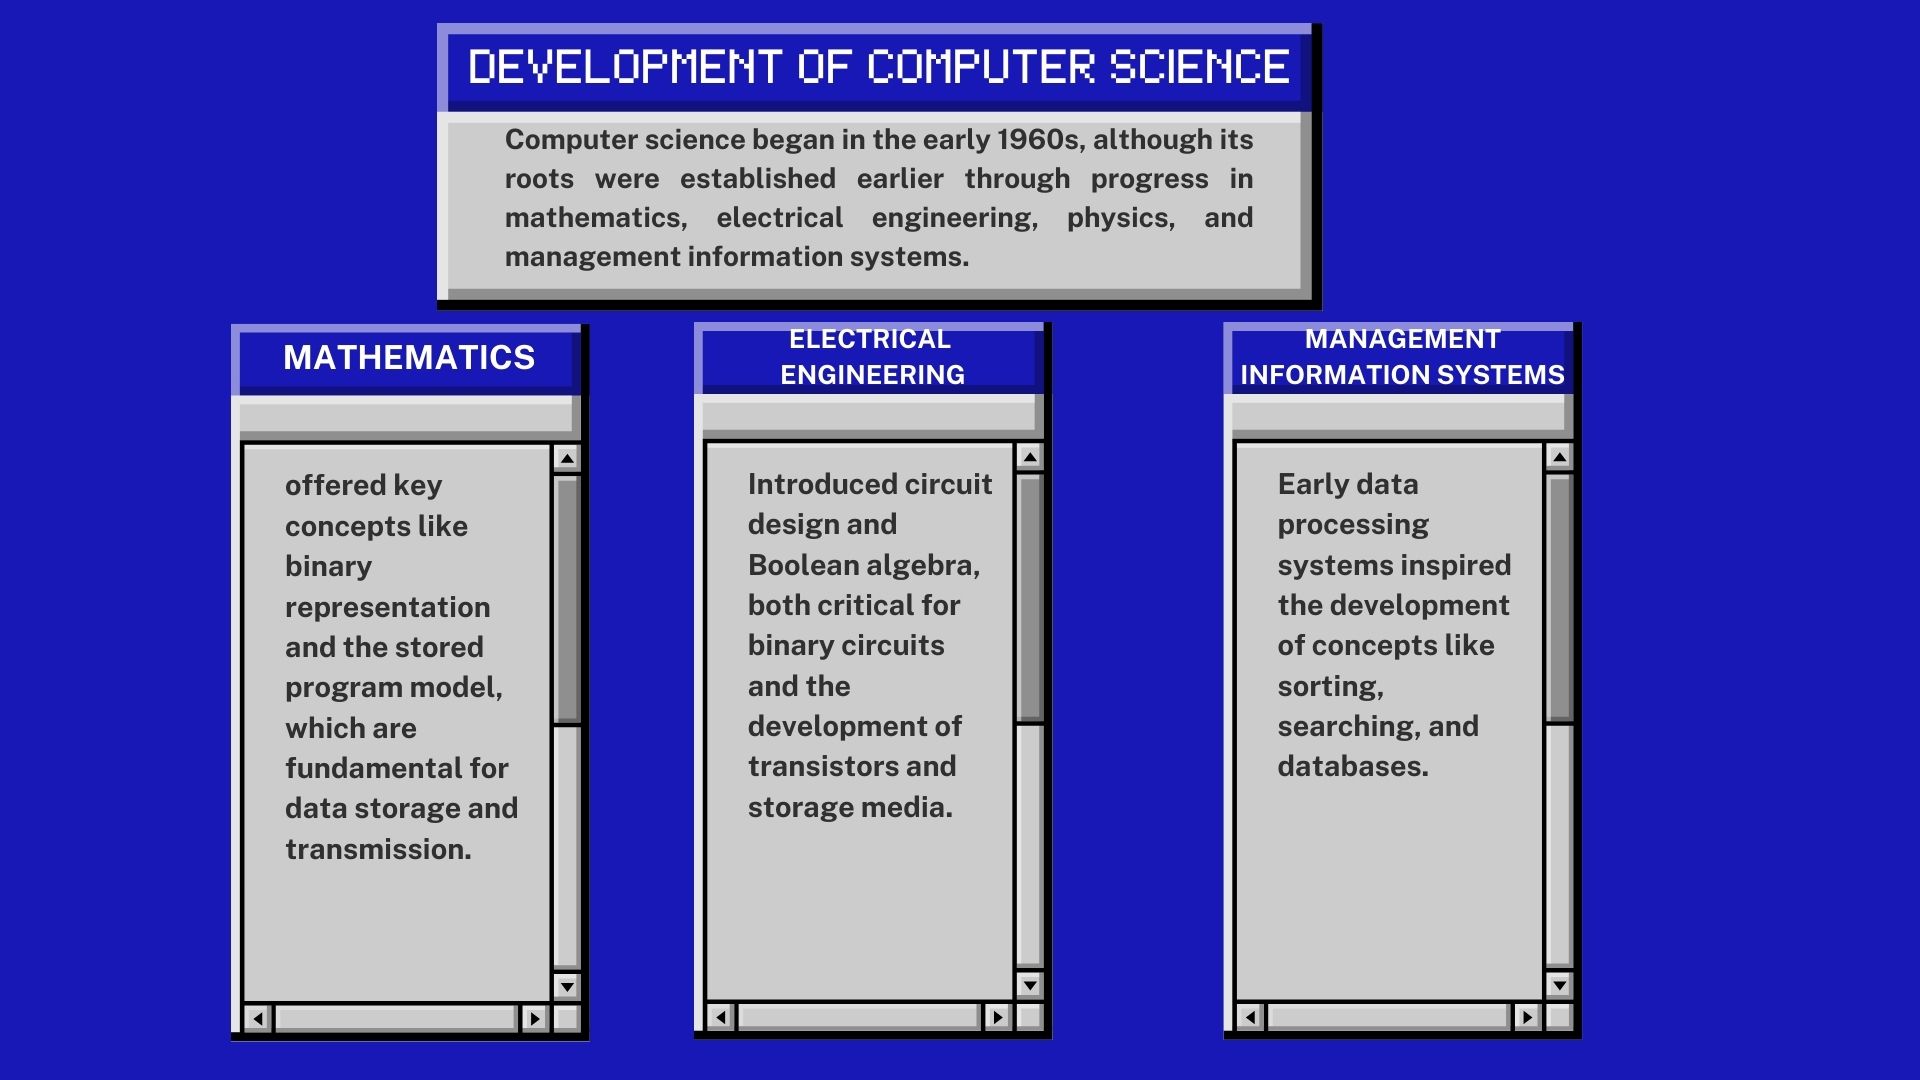 DEVELOPMENT OF COMPUTER SCIENCE
Computer science began in the early 1960s, although its
roots were established earlier through progress in
mathematics, electrical engineering, physics, and
management information systems.
MATHEMATICS
offered key
concepts like
binary
representation
and the stored
program model,
which are
fundamental for
data storage and
transmission.
ELECTRICAL
ENGINEERING
Introduced circuit
design and
Boolean algebra,
both critical for
binary circuits
and the
development of
transistors and
storage media.
MANAGEMENT
INFORMATION SYSTEMS
Early data
processing
systems inspired
the development
of concepts like
sorting,
searching, and
databases.